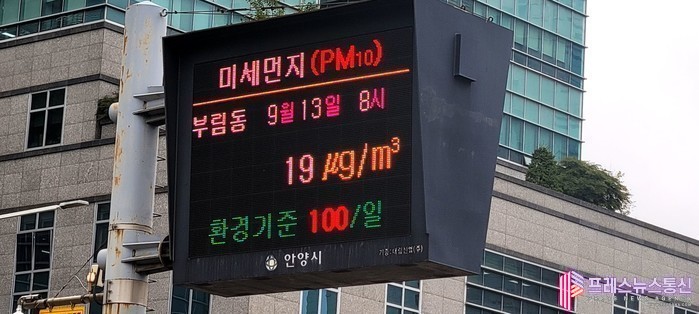 미세먼지(PM10)
부림동 9월 13일 8시
19 μg/m³
환경기준 100/일
안양시
프레스뉴스통신